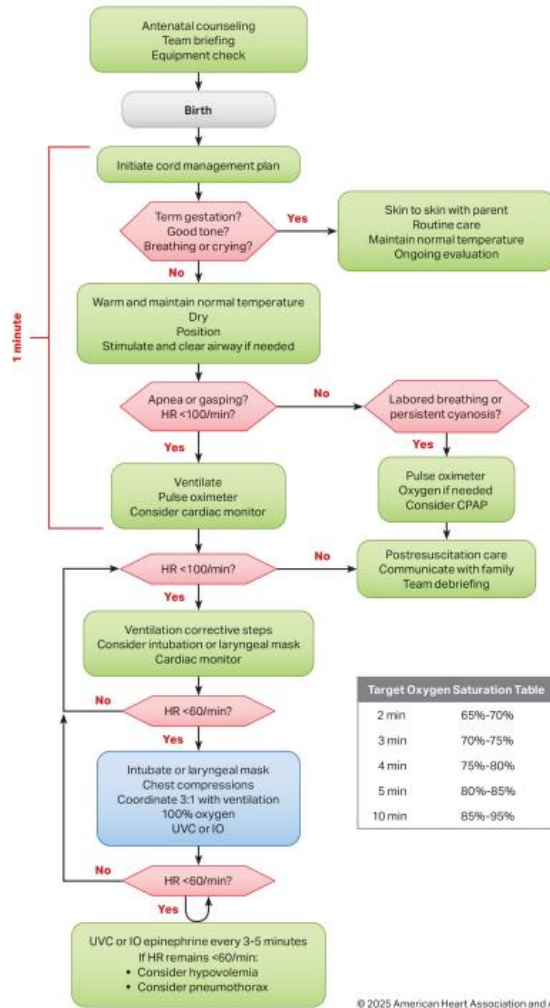 Antenatal counseling
Team briefing
Equipment check
Birth
Initiate cord management plan
1 minute
Term gestation?
Good tone?
Breathing or crying?
Yes
Skin to skin with parent
Routine care
Maintain normal temperature
Ongoing evaluation
No
Warm and maintain normal temperature
Dry
Position
Stimulate and clear airway if needed
Apnea or gasping?
HR <100/min?
No
Labored breathing or
persistent cyanosis?
Yes
Yes
Ventilate
Pulse oximeter
Consider cardiac monitor
Pulse oximeter
Oxygen if needed
Consider CPAP
HR <100/min?
No
Postresuscitation care
Communicate with family
Team debriefing
Yes
Ventilation corrective steps
Consider intubation or laryngeal mask
Cardiac monitor
No
HR <60/min?
Yes
Intubate or laryngeal mask
Chest compressions
Coordinate 3:1 with ventilation
100% oxygen
UVC or IO
No
HR <60/min?
Yes
UVC or IO epinephrine every 3-5 minutes
If HR remains <60/min:
• Consider hypovolemia
• Consider pneumothorax
Target Oxygen Saturation Table
2 min 65%-70%
3 min 70%-75%
4 min 75%-80%
5 min 80%-85%
10 min 85%-95%
© 2025 American Heart Association and